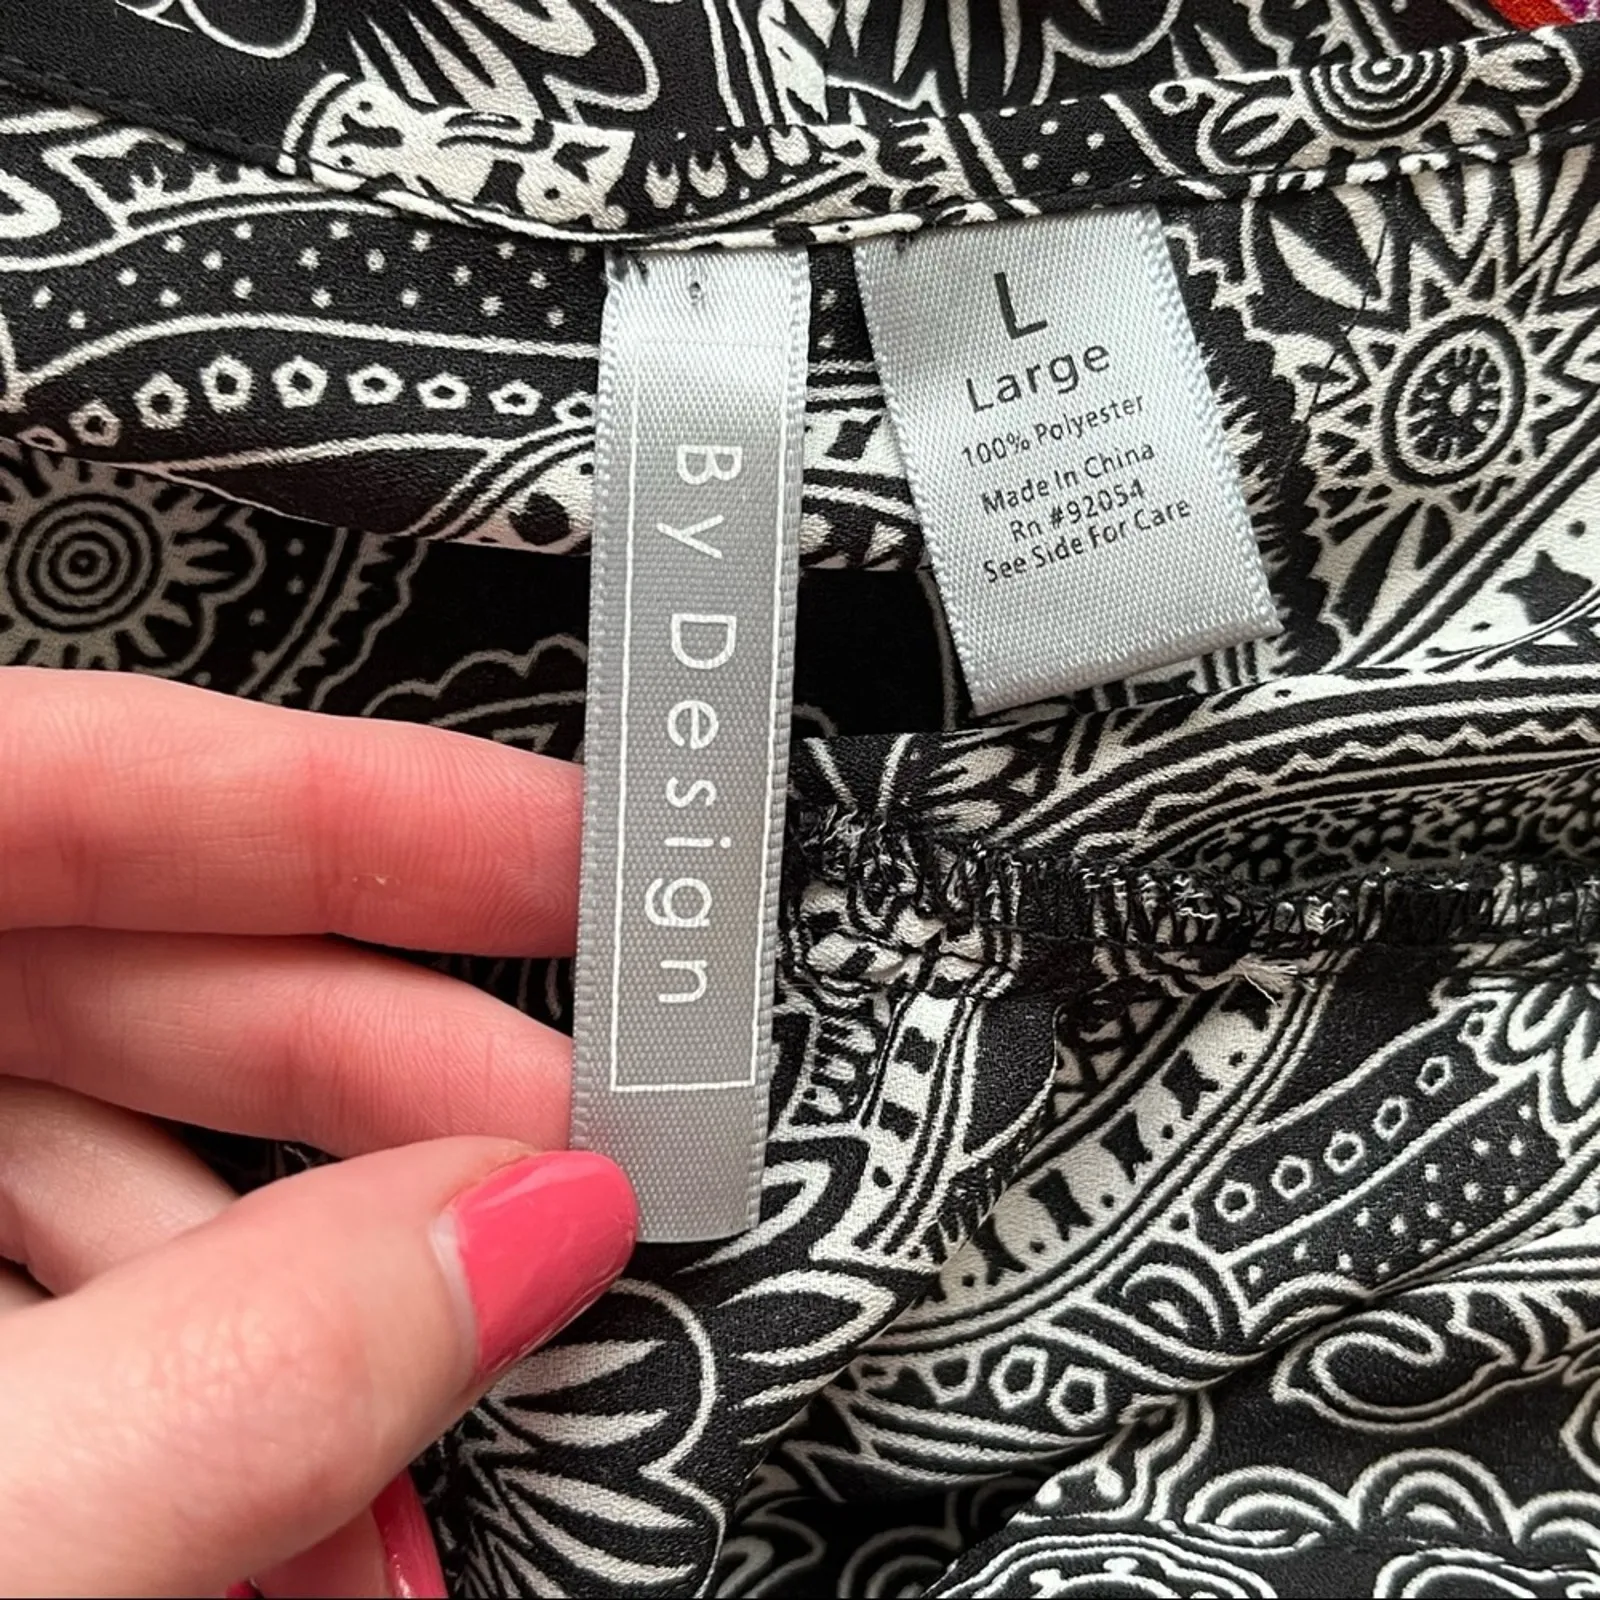 By Design
L
Large
100% Polyester
Made In China
Rn #92054
See Side For Care